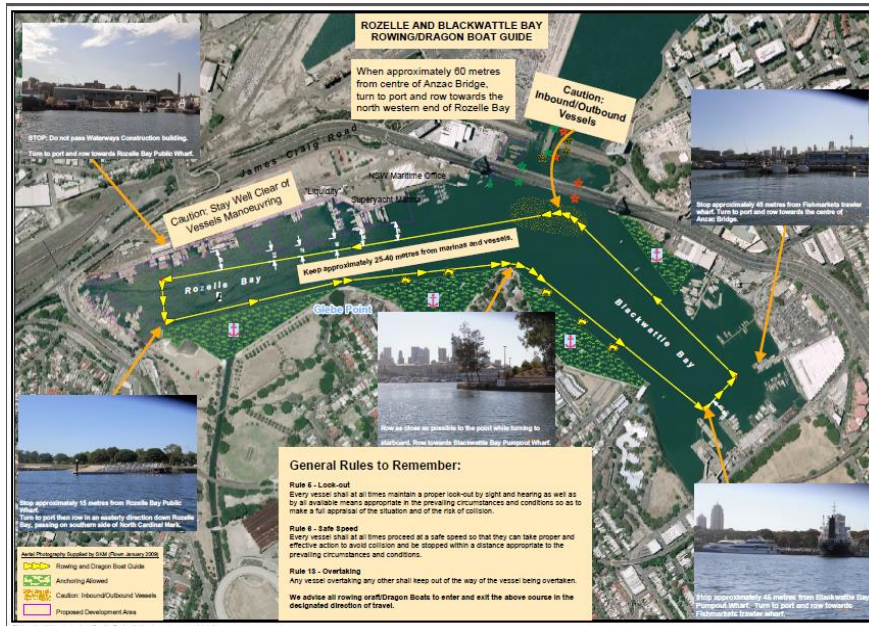 ROZELLE AND BLACKWATTLE BAY
ROWING/DRAGON BOAT GUIDE
When approximately 60 metres
from centre of Anzac Bridge,
turn to port and row towards the
north western end of Rozelle Bay
Caution:
Inbound/Outbound
Vessels
STOP: Do not pass Waterways Construction building.
Turn to port and row towards Rozelle Bay Public Wharf.
James Craig Road
NSW Maritime Office
"Liquidity"
Superyacht Marina
Caution: Stay Well Clear of
Vessels Manoeuvring
Stop approximately 45 metres from Fishmarkets trawler
wharf. Turn to port and row towards the centre of
Anzac Bridge.
Keep approximately 25-40 metres from marinas and vessels.
Rozelle Bay
Glebe Point
Blackwattle Bay
Row as close as possible to the point while turning to
starboard. Row towards Blackwattle Bay Pumpout Wharf.
Stop approximately 15 metres from Rozelle Bay Public
Wharf.
Turn to port then row in an easterly direction down Rozelle
Bay, passing on southern side of North Cardinal Mark.
General Rules to Remember:
Rule 5 - Look-out
Every vessel shall at all times maintain a proper look-out by sight and hearing as well as
by all available means appropriate in the prevailing circumstances and conditions so as to
make a full appraisal of the situation and of the risk of collision.
Rule 6 - Safe Speed
Every vessel shall at all times proceed at a safe speed so that they can take proper and
effective action to avoid collision and be stopped within a distance appropriate to the
prevailing circumstances and conditions.
Rule 13 - Overtaking
Any vessel overtaking any other shall keep out of the way of the vessel being overtaken.
We advise all rowing craft/Dragon Boats to enter and exit the above course in the
designated direction of travel.
Stop approximately 45 metres from Blackwattle Bay
Pumpout Wharf. Turn to port and row towards
Fishmarkets trawler wharf.
Aerial Photography Supplied by SKM (Flown January 2009)
Rowing and Dragon Boat Guide
Anchoring Allowed
Caution: Inbound/Outbound Vessels
Proposed Development Area